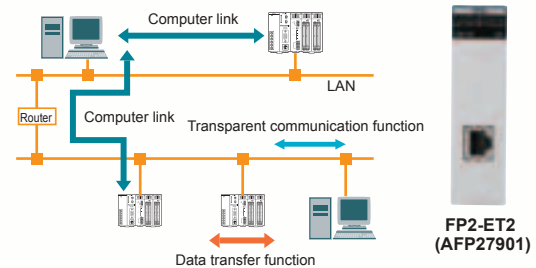 Computer link
LAN
Router
Computer link
Transparent communication function
Data transfer function
FP2-ET2
(AFP27901)